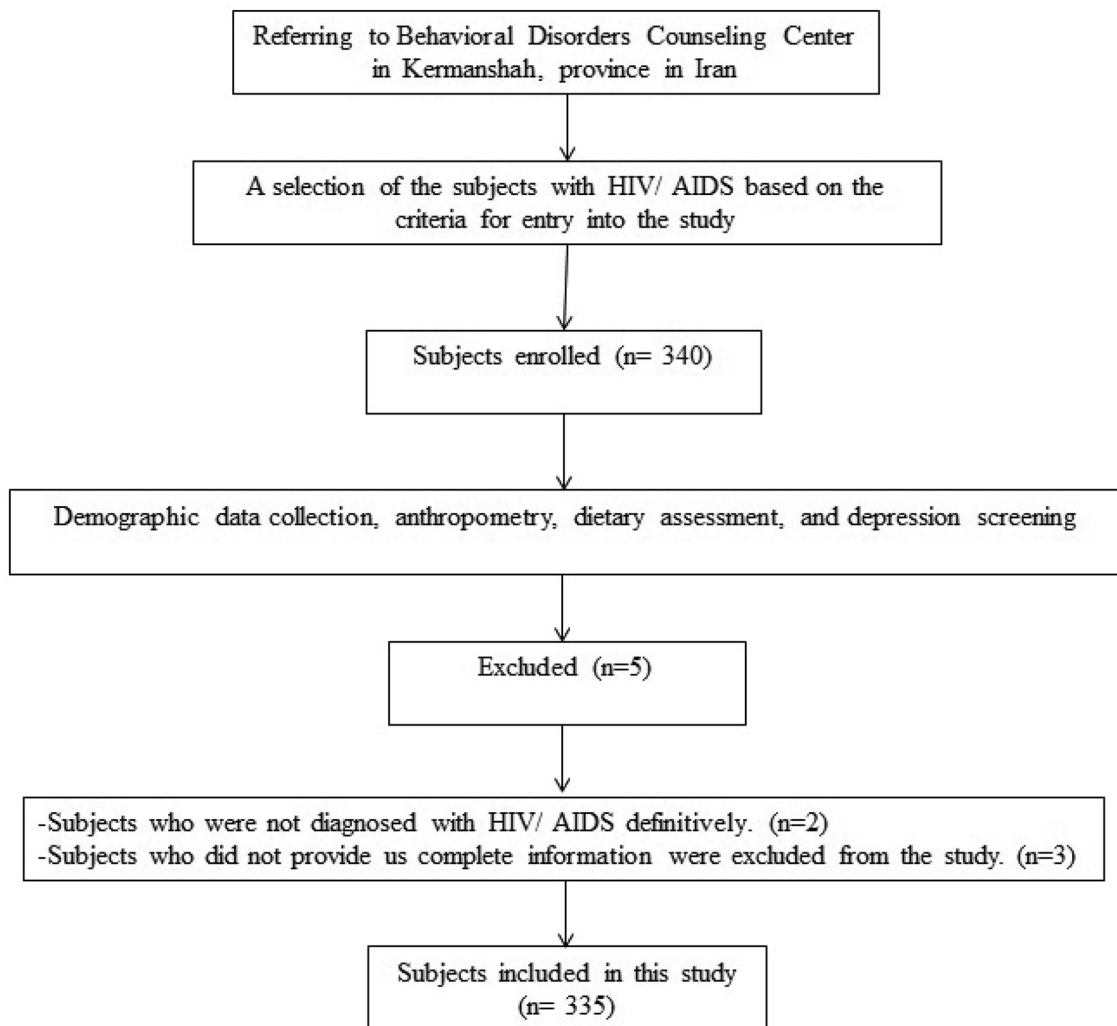 Referring to Behavioral Disorders Counseling Center
in Kermanshah, province in Iran
A selection of the subjects with HIV/ AIDS based on the
criteria for entry into the study
Subjects enrolled (n= 340)
Demographic data collection, anthropometry, dietary assessment, and depression screening
Excluded (n=5)
-Subjects who were not diagnosed with HIV/ AIDS definitively. (n=2)
-Subjects who did not provide us complete information were excluded from the study. (n=3)
Subjects included in this study
(n= 335)